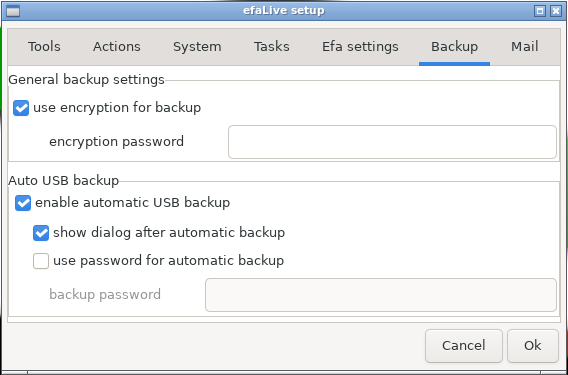 efaLive setup
Tools Actions System Tasks Efa settings Backup Mail
General backup settings
use encryption for backup
encryption password
Auto USB backup
enable automatic USB backup
show dialog after automatic backup
use password for automatic backup
backup password
Cancel Ok